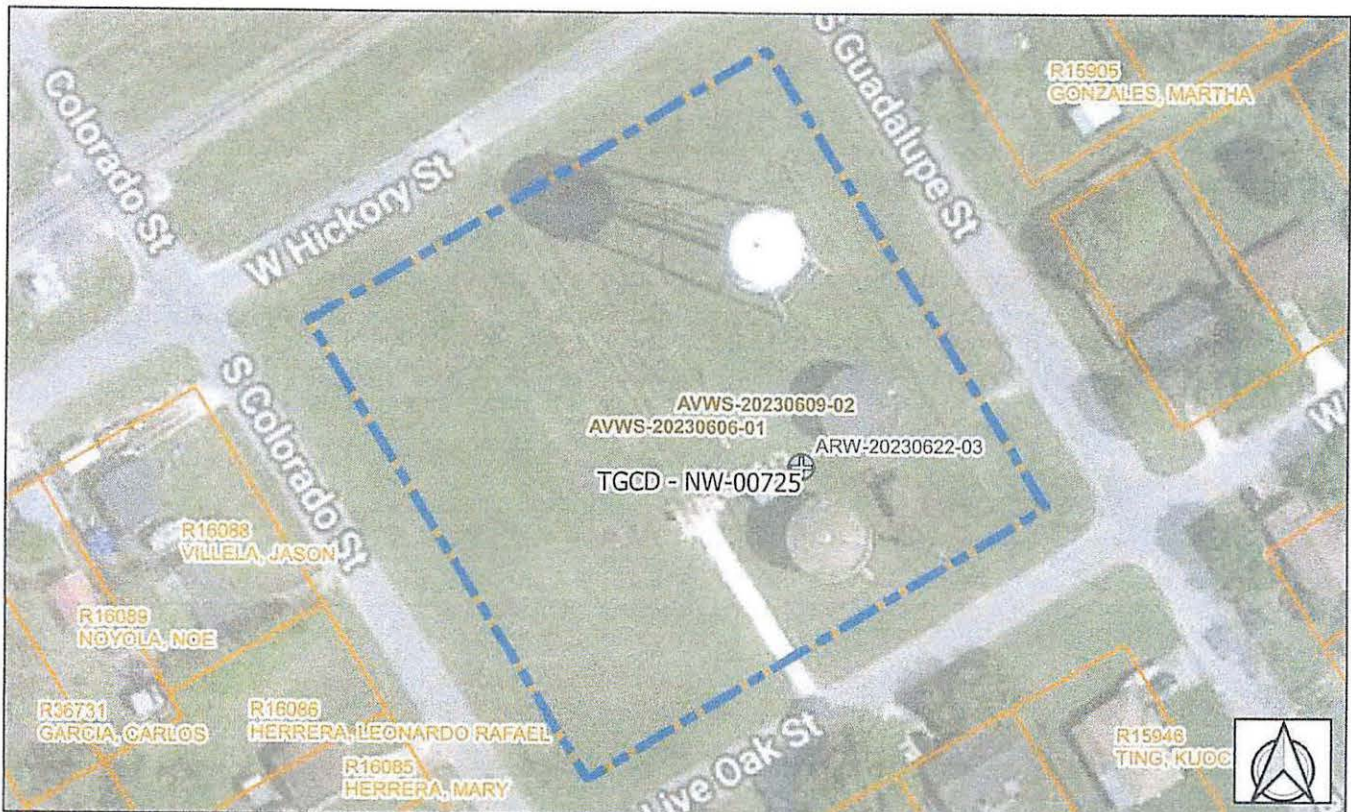 Colorado St
W Hickory St
S Guadalupe St
R15905
GONZALES, MARTHA
S Colorado St
AVWS-20230609-02
AVWS-20230606-01
ARW-20230622-03
TGCD - NW-00725
W
R16088
VILLELA, JASON
R16089
NOYOLA, NOE
R36731
GARCIA, CARLOS
R16086
HERRERA, LEONARDO RAFAEL
R16085
HERRERA, MARY
Live Oak St
R15946
TING, KUOC